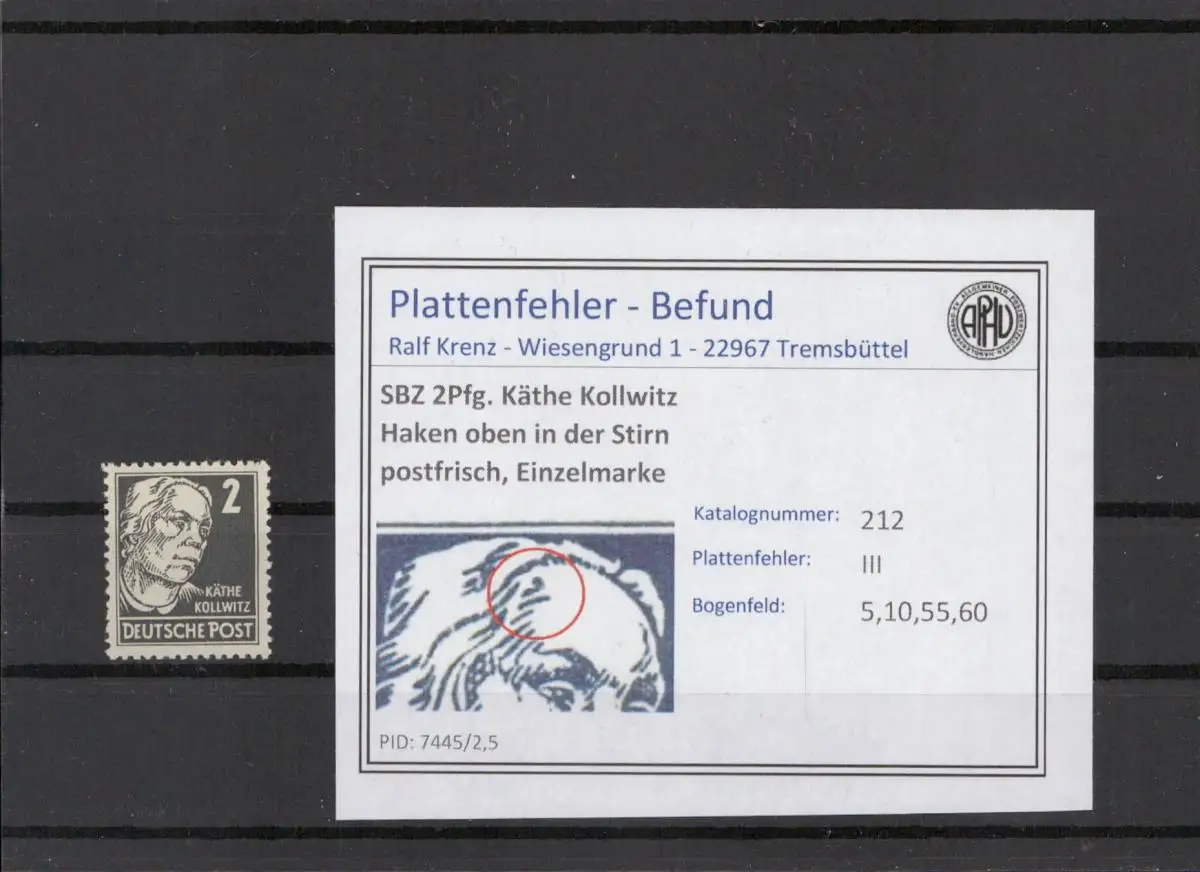 2
KÄTHE
KOLLWITZ
DEUTSCHE POST
Plattenfehler - Befund
Ralf Krenz - Wiesengrund 1 - 22967 Tremsbüttel
APHV
SBZ 2Pfg. Käthe Kollwitz
Haken oben in der Stirn
postfrisch, Einzelmarke
Katalognummer: 212
Plattenfehler: III
Bogenfeld: 5,10,55,60
PID: 7445/2,5